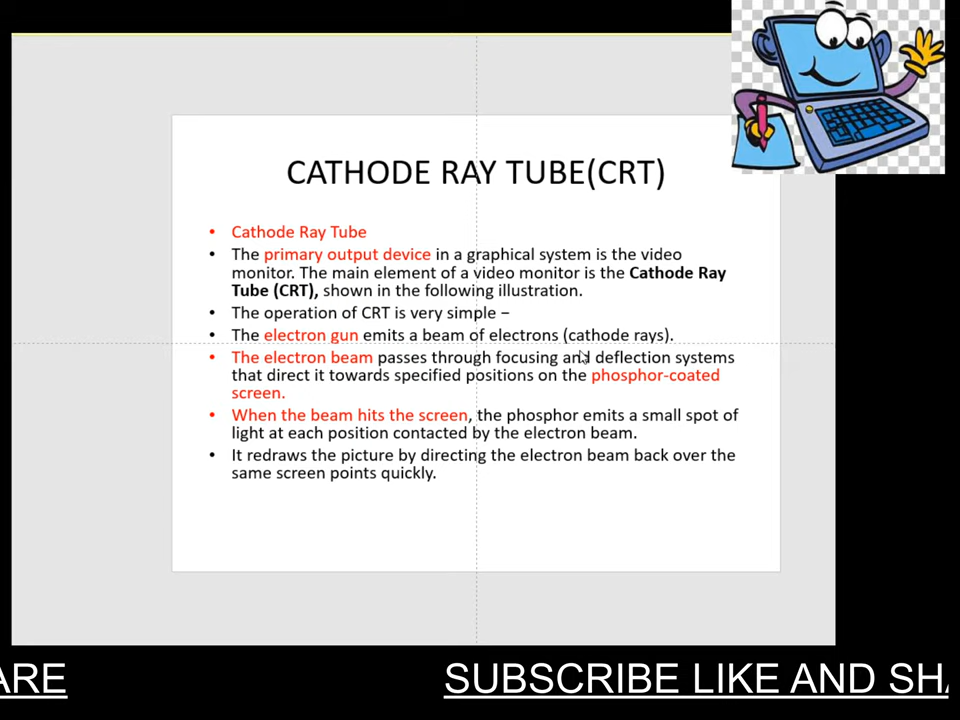 CATHODE RAY TUBE(CRT)
• Cathode Ray Tube
• The primary output device in a graphical system is the video
monitor. The main element of a video monitor is the Cathode Ray
Tube (CRT), shown in the following illustration.
• The operation of CRT is very simple −
• The electron gun emits a beam of electrons (cathode rays).
• The electron beam passes through focusing and deflection systems
that direct it towards specified positions on the phosphor-coated
screen.
• When the beam hits the screen, the phosphor emits a small spot of
light at each position contacted by the electron beam.
• It redraws the picture by directing the electron beam back over the
same screen points quickly.
ARE SUBSCRIBE LIKE AND SHA